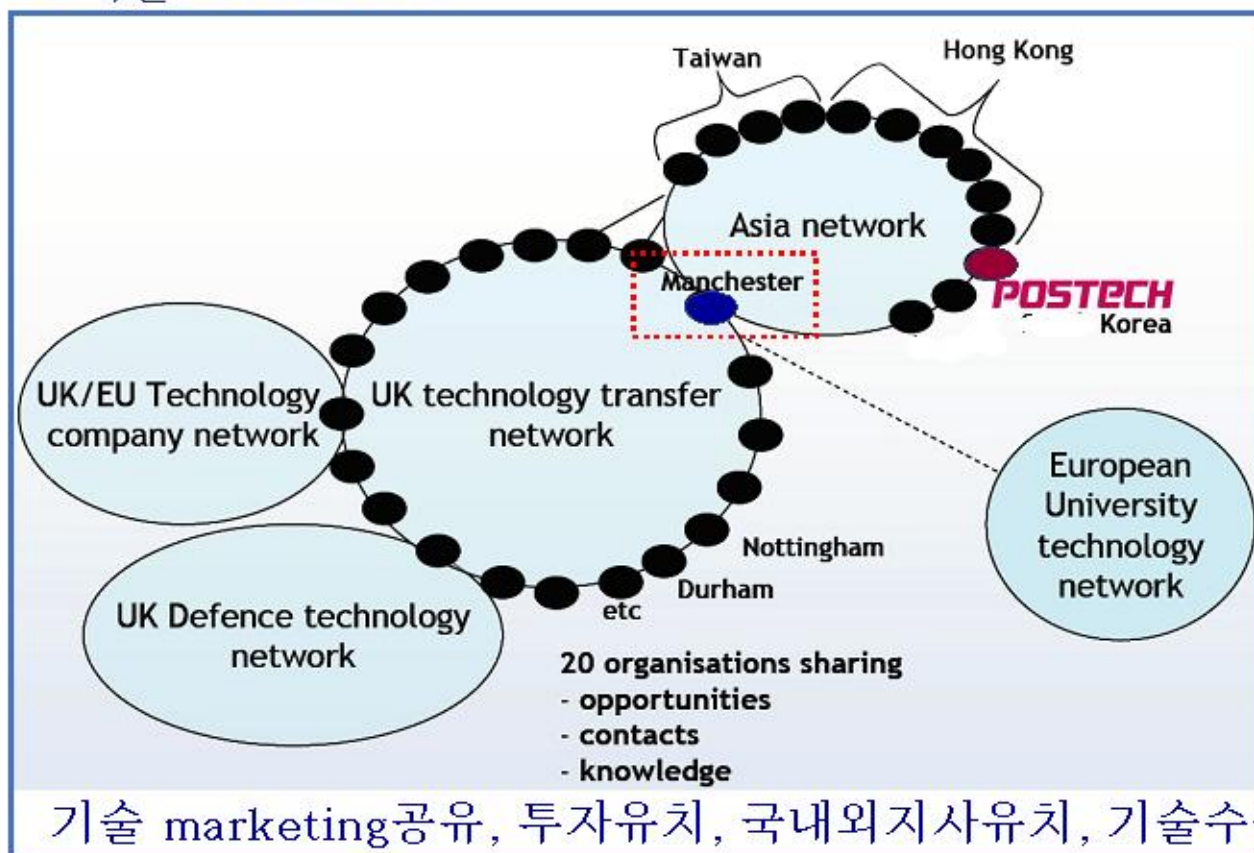 Taiwan
Hong Kong
Asia network
Manchester
POSTECH
Korea
UK/EU Technology
company network
UK technology transfer
network
European
University
technology
network
Nottingham
Durham
etc
UK Defence technology
network
20 organisations sharing
- opportunities
- contacts
- knowledge
기술 marketing공유, 투자유치, 국내외지사유치, 기술수